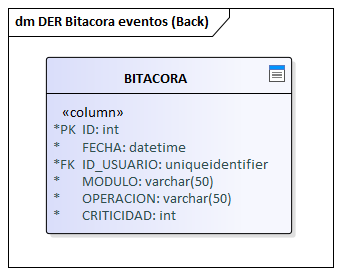 dm DER Bitacora eventos (Back)
BITACORA
«column»
*PK ID: int
* FECHA: datetime
*FK ID_USUARIO: uniqueidentifier
* MODULO: varchar(50)
* OPERACION: varchar(50)
* CRITICIDAD: int